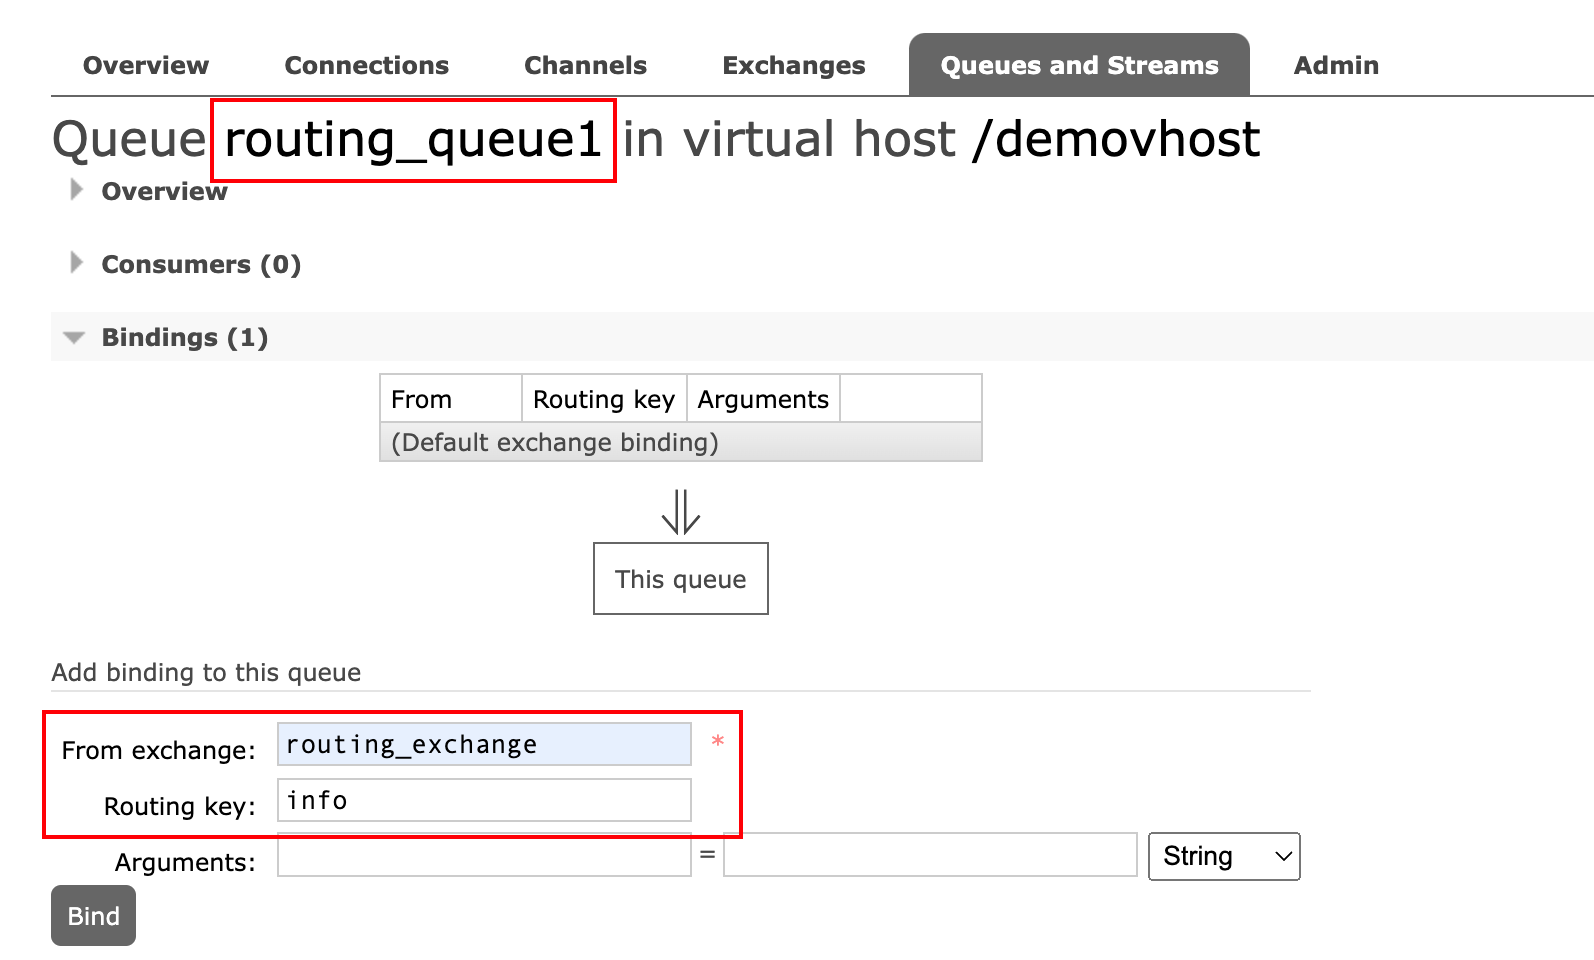 Overview Connections Channels Exchanges Queues and Streams Admin
Queue routing_queue1 in virtual host /demovhost
Overview
Consumers (0)
Bindings (1)
From Routing key Arguments
(Default exchange binding)
⇓
This queue
Add binding to this queue
From exchange: routing_exchange *
Routing key: info
Arguments: = String
Bind